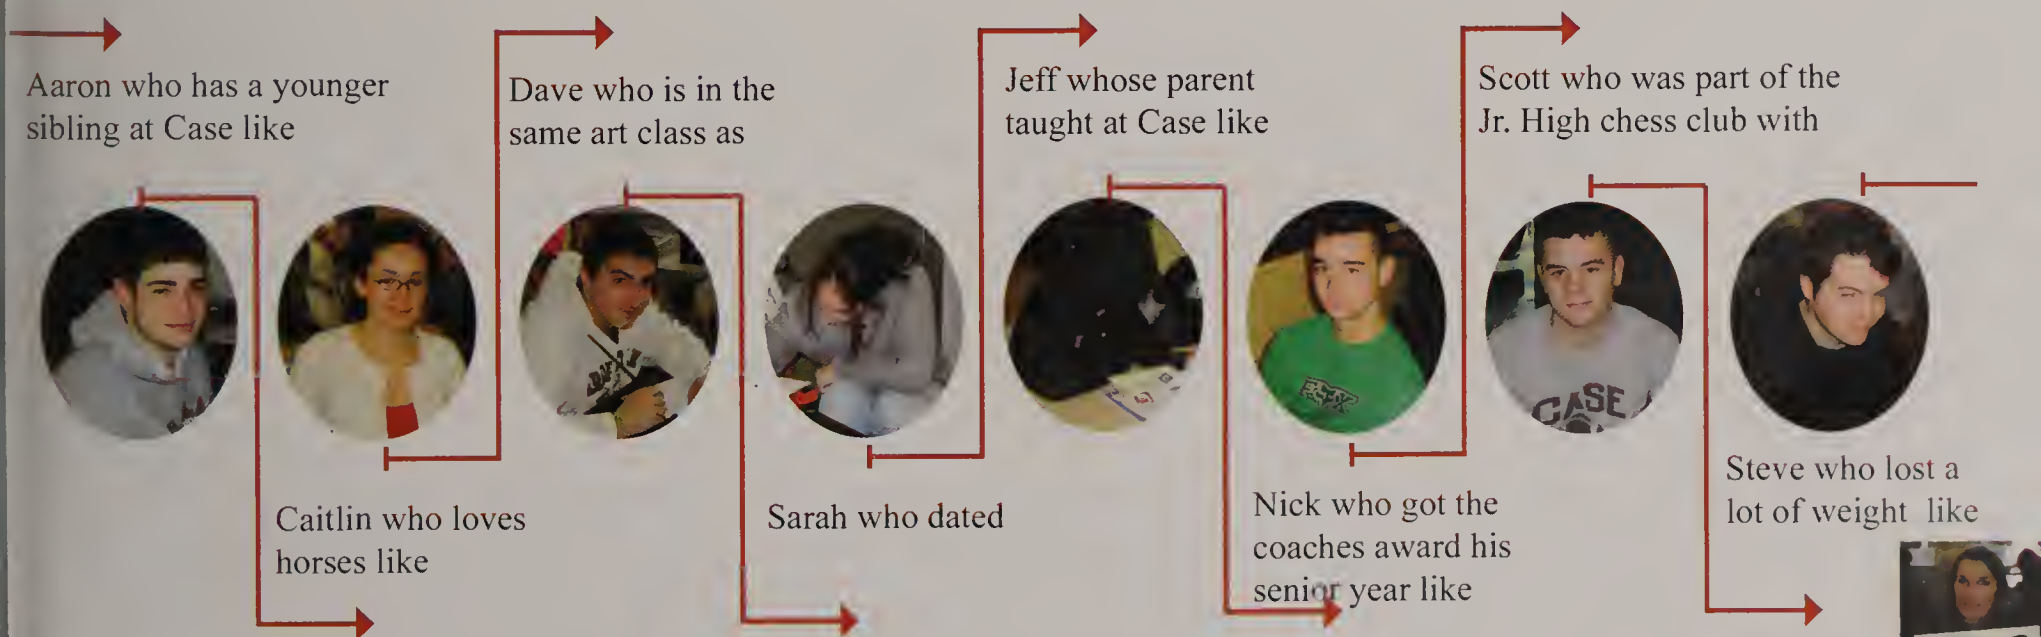 Aaron who has a younger
sibling at Case like
Caitlin who loves
horses like
Dave who is in the
same art class as
Sarah who dated
Jeff whose parent
taught at Case like
Nick who got the
coaches award his
senior year like
Scott who was part of the
Jr. High chess club with
Steve who lost a
lot of weight like
FOX
CASE